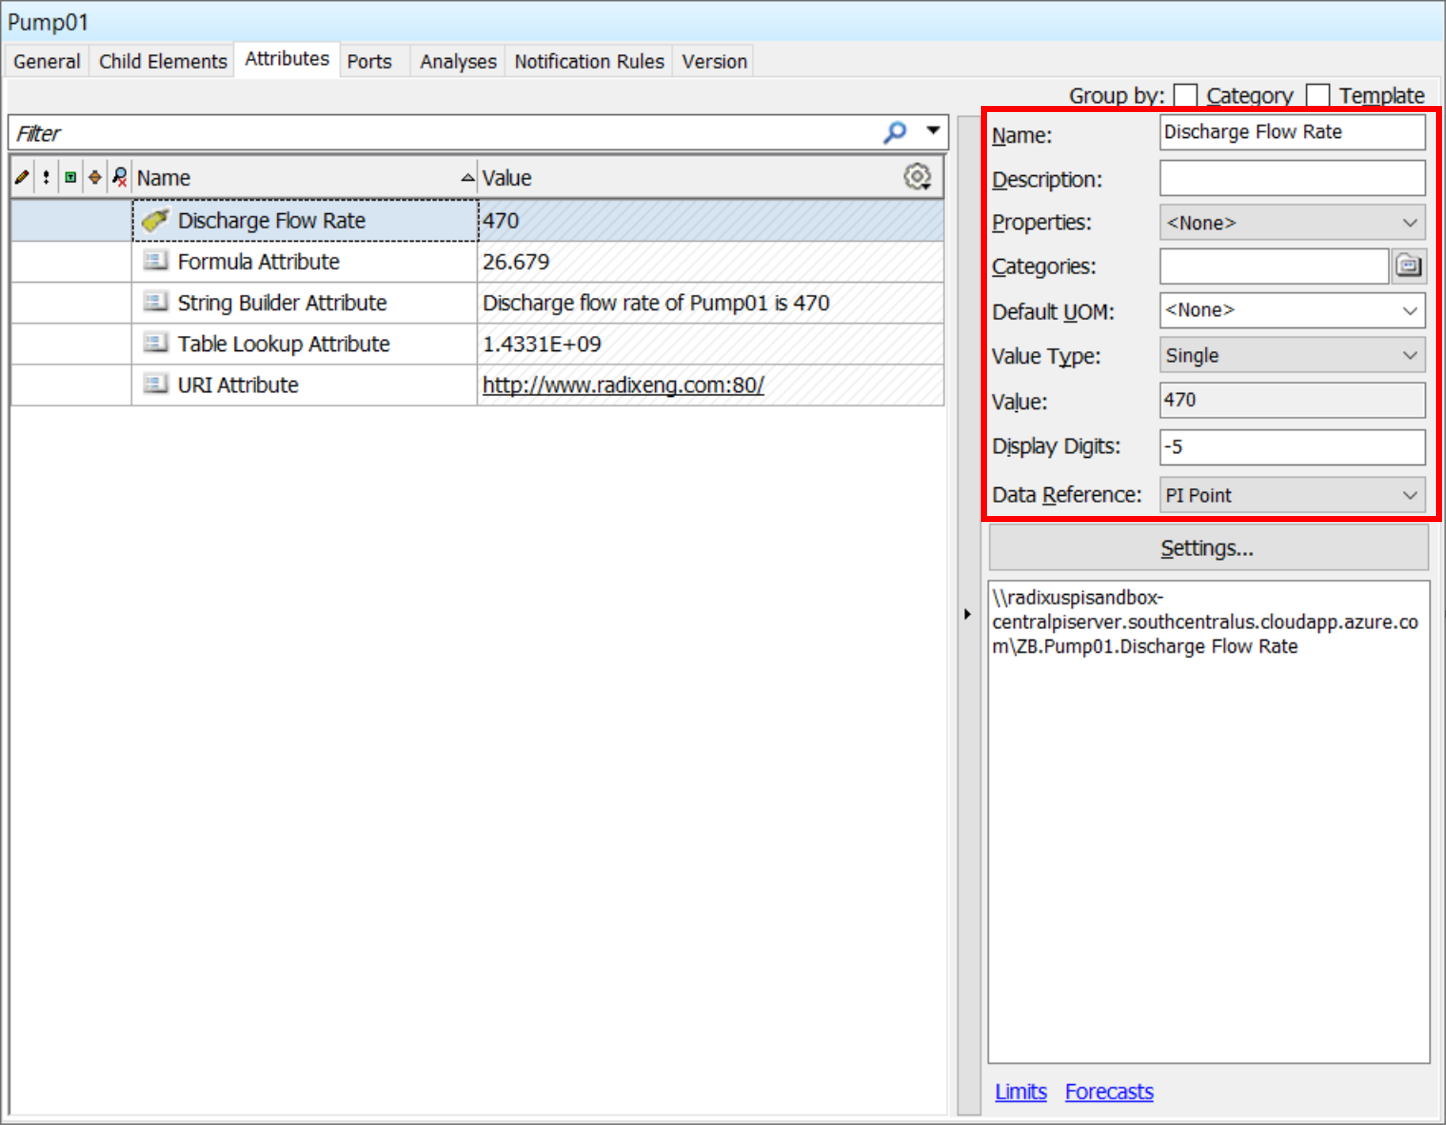 Pump01
General Child Elements Attributes Ports Analyses Notification Rules Version
Group by: Category Template
Filter
Name Value
Discharge Flow Rate 470
Formula Attribute 26.679
String Builder Attribute Discharge flow rate of Pump01 is 470
Table Lookup Attribute 1.4331E+09
URI Attribute http://www.radixeng.com:80/
Name: Discharge Flow Rate
Description:
Properties: <None>
Categories:
Default UOM: <None>
Value Type: Single
Value: 470
Display Digits: -5
Data Reference: PI Point
Settings...
\\radixuspisandbox-
centralpiserver.southcentralus.cloudapp.azure.co
m\ZB.Pump01.Discharge Flow Rate
Limits Forecasts